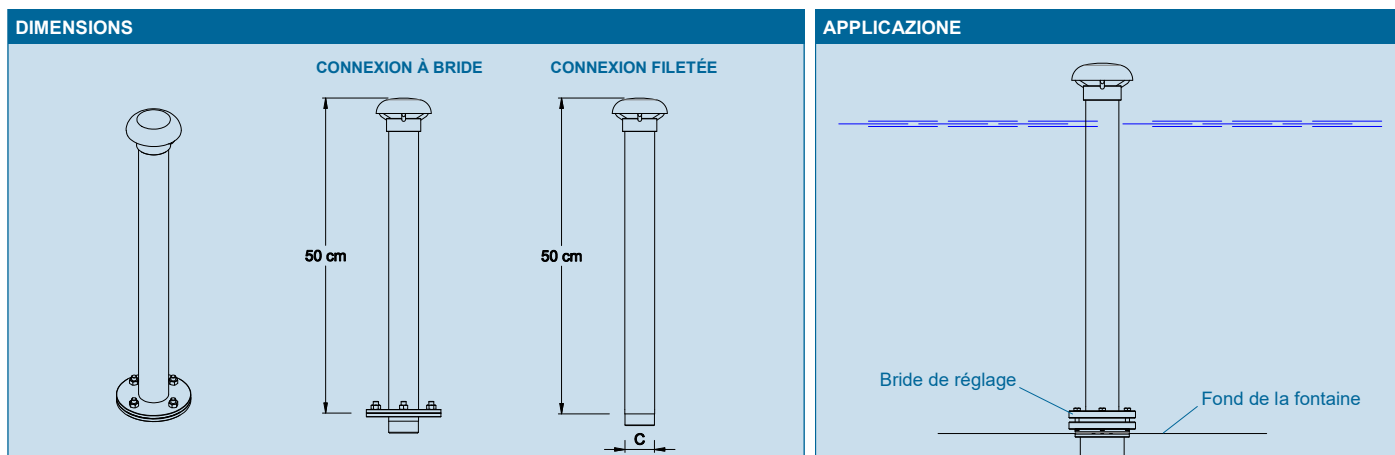 DIMENSIONS
CONNEXION À BRIDE
CONNEXION FILETÉE
50 cm
50 cm
C
APPLICAZIONE
Bride de réglage
Fond de la fontaine